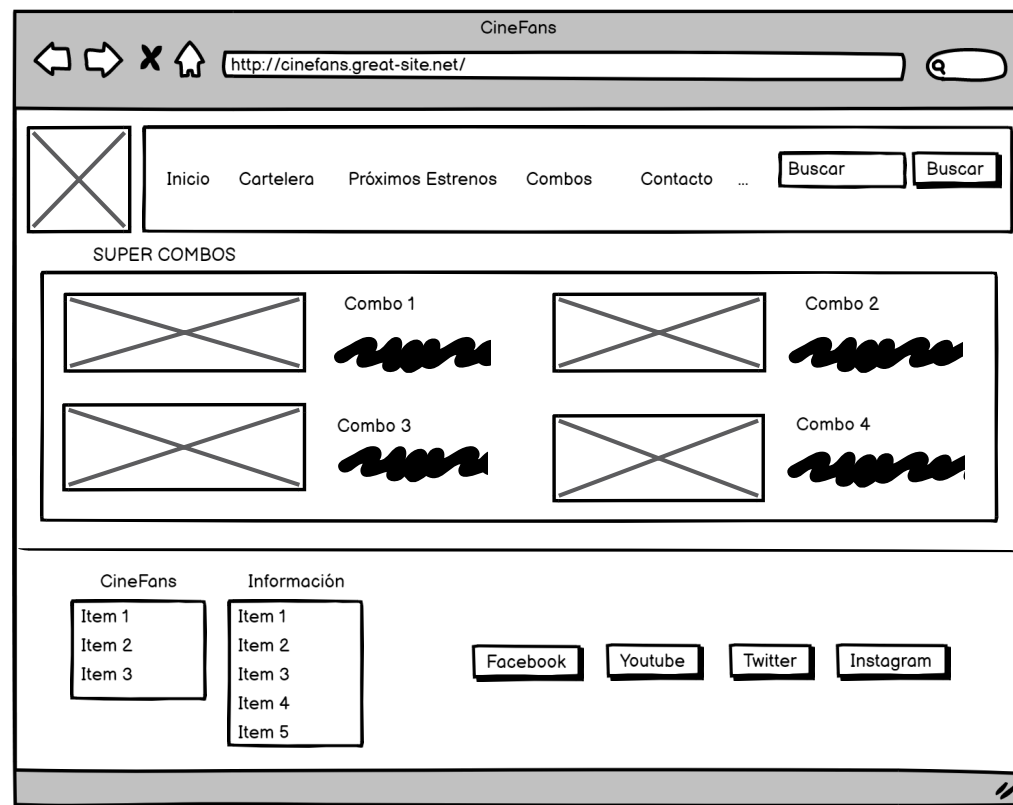 CineFans
http://cinefans.great-site.net/
Inicio Cartelera Próximos Estrenos Combos Contacto ... Buscar Buscar
SUPER COMBOS
Combo 1 Combo 2
Combo 3 Combo 4
CineFans Información
Item 1 Item 1
Item 2 Item 2
Item 3 Item 3
Item 4
Item 5
Facebook Youtube Twitter Instagram